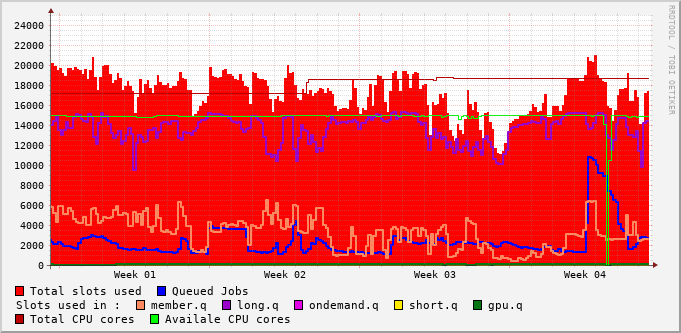 24000
22000
20000
18000
16000
14000
12000
10000
8000
6000
4000
2000
0
Week 01 Week 02 Week 03 Week 04
Total slots used Queued Jobs
Slots used in : member.q long.q ondemand.q short.q gpu.q
Total CPU cores Availale CPU cores
RRDTOOL / TOBI OETIKER